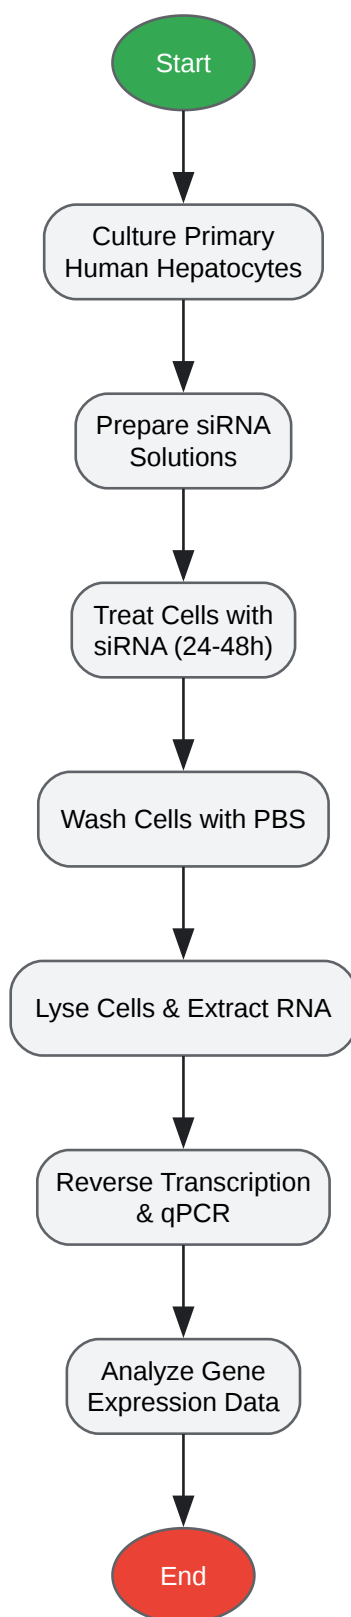 Start
Culture Primary
Human Hepatocytes
Prepare siRNA
Solutions
Treat Cells with
siRNA (24-48h)
Wash Cells with PBS
Lyse Cells & Extract RNA
Reverse Transcription
& qPCR
Analyze Gene
Expression Data
End